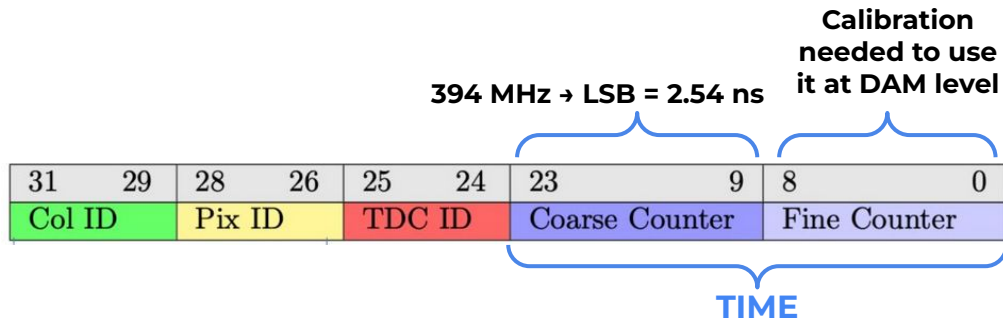 Calibration
needed to use
it at DAM level
394 MHz → LSB = 2.54 ns
31 29 28 26 25 24 23 9 8 0
Col ID Pix ID TDC ID Coarse Counter Fine Counter
TIME